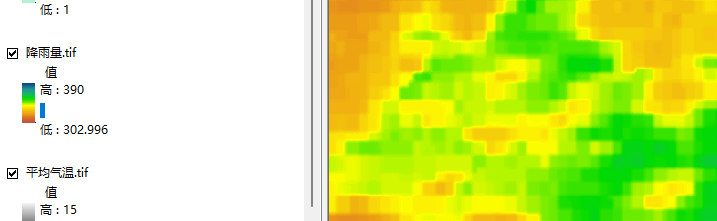 低 : 1
降雨量.tif
值
高 : 390
低 : 302.996
平均气温.tif
值
高 : 15